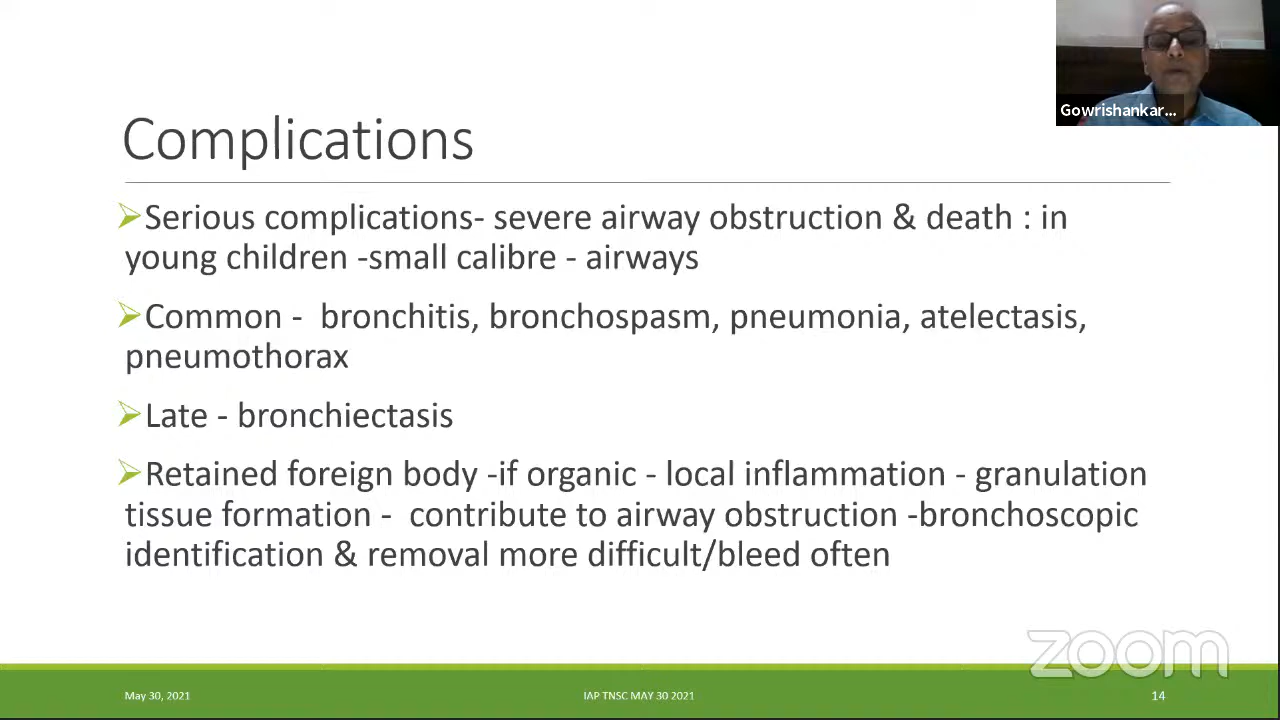 Gowrishankar...
Complications
Serious complications- severe airway obstruction & death : in
young children -small calibre - airways
Common - bronchitis, bronchospasm, pneumonia, atelectasis,
pneumothorax
Late - bronchiectasis
Retained foreign body -if organic - local inflammation - granulation
tissue formation - contribute to airway obstruction -bronchoscopic
identification & removal more difficult/bleed often
zoom
May 30, 2021
IAP TNSC MAY 30 2021
14